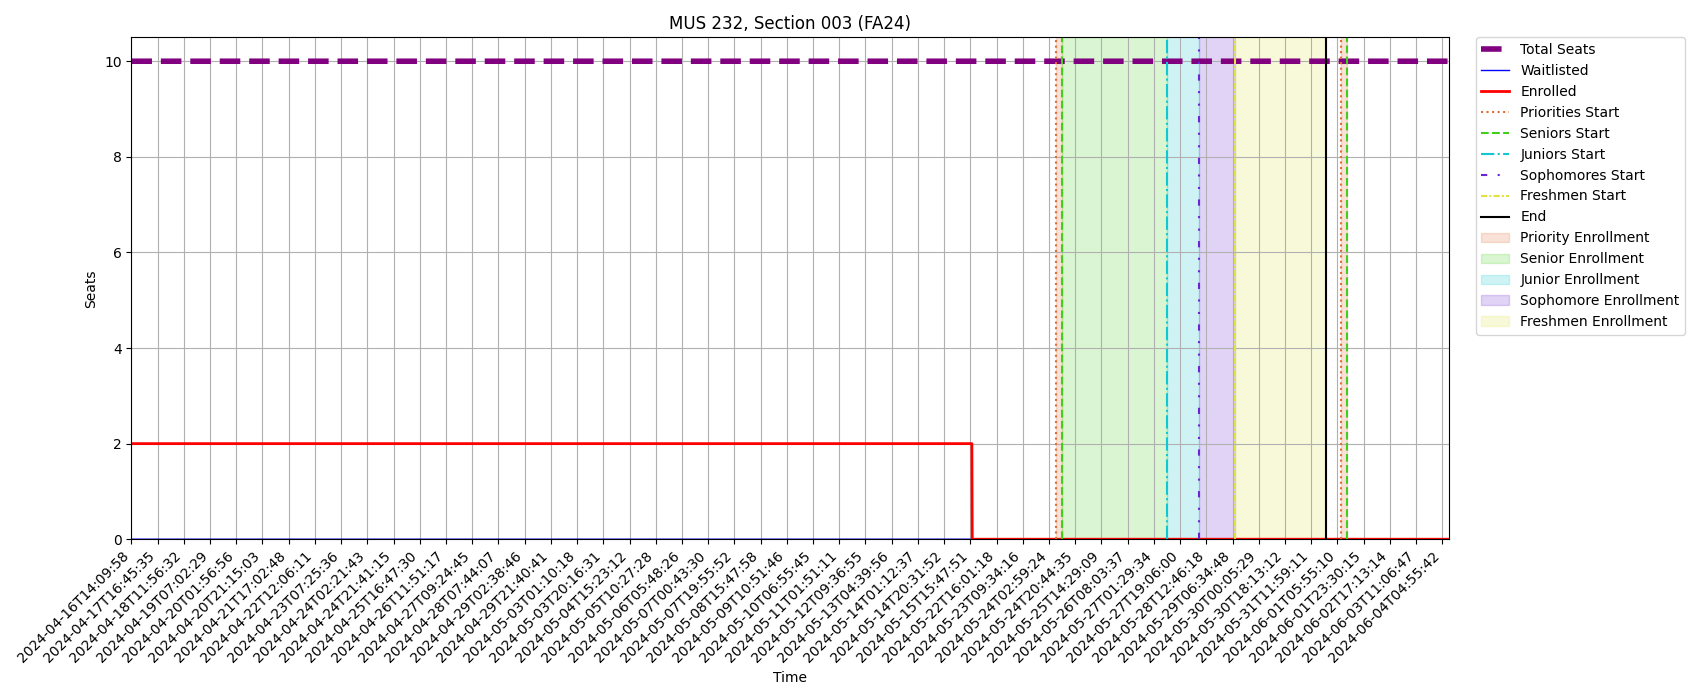 MUS 232, Section 003 (FA24)
10
8
6
4
2
0
Seats
2024-04-16T14:09:58
2024-04-17T16:45:35
2024-04-18T11:56:32
2024-04-19T07:02:29
2024-04-20T01:56:56
2024-04-20T21:15:03
2024-04-21T17:02:48
2024-04-22T12:06:11
2024-04-23T07:25:36
2024-04-24T02:21:43
2024-04-24T21:41:15
2024-04-25T16:47:30
2024-04-26T11:51:17
2024-04-27T09:24:45
2024-04-28T07:44:07
2024-04-29T02:38:46
2024-04-29T21:40:41
2024-05-03T01:10:18
2024-05-03T20:16:31
2024-05-04T15:23:12
2024-05-05T10:27:28
2024-05-06T05:48:26
2024-05-07T00:43:30
2024-05-07T19:55:52
2024-05-08T15:47:58
2024-05-09T10:51:46
2024-05-10T06:55:45
2024-05-11T01:51:11
2024-05-12T09:36:55
2024-05-13T04:39:56
2024-05-14T01:12:37
2024-05-14T20:31:52
2024-05-15T15:47:51
2024-05-22T16:01:18
2024-05-23T09:34:16
2024-05-24T02:59:24
2024-05-24T20:44:35
2024-05-25T14:29:09
2024-05-26T08:03:37
2024-05-27T01:29:34
2024-05-27T19:06:00
2024-05-28T12:46:18
2024-05-29T06:34:48
2024-05-30T00:05:29
2024-05-30T18:13:12
2024-05-31T11:59:11
2024-06-01T05:55:10
2024-06-01T23:30:15
2024-06-02T17:13:14
2024-06-03T11:06:47
2024-06-04T04:55:42
Time
Total Seats
Waitlisted
Enrolled
Priorities Start
Seniors Start
Juniors Start
Sophomores Start
Freshmen Start
End
Priority Enrollment
Senior Enrollment
Junior Enrollment
Sophomore Enrollment
Freshmen Enrollment